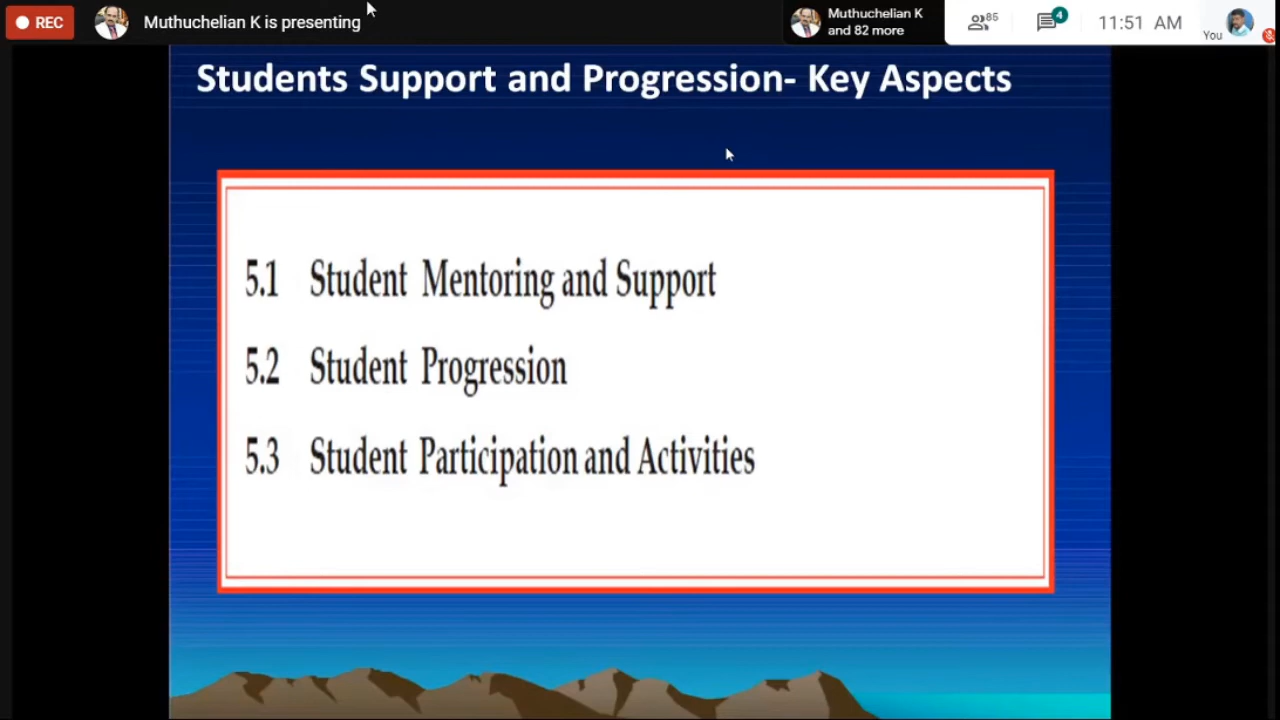 REC
Muthuchelian K is presenting
Muthuchelian K
and 82 more
85
4
11:51 AM
You
Students Support and Progression- Key Aspects
5.1 Student Mentoring and Support
5.2 Student Progression
5.3 Student Participation and Activities